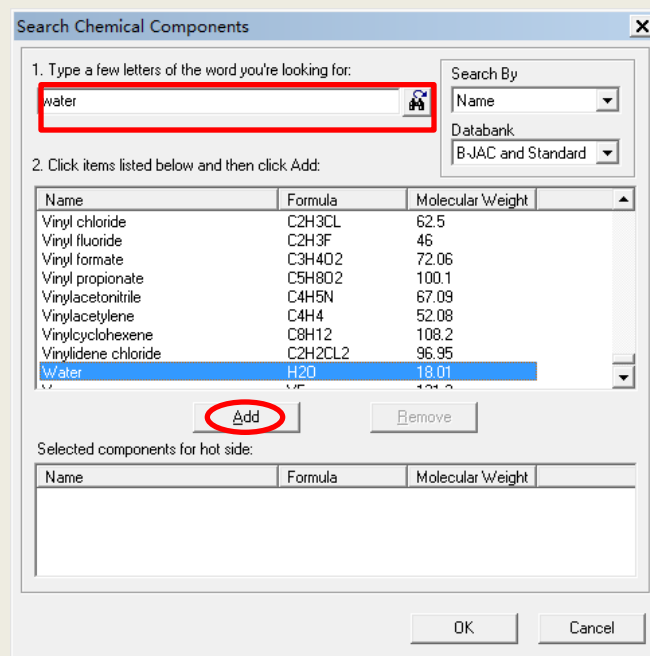 Search Chemical Components
1. Type a few letters of the word you're looking for:
water
Search By
Name
Databank
B-JAC and Standard
2. Click items listed below and then click Add:
Name Formula Molecular Weight
Vinyl chloride C2H3CL 62.5
Vinyl fluoride C2H3F 46
Vinyl formate C3H4O2 72.06
Vinyl propionate C5H8O2 100.1
Vinylacetonitrile C4H5N 67.09
Vinylacetylene C4H4 52.08
Vinylcyclohexene C8H12 108.2
Vinylidene chloride C2H2CL2 96.95
Water H2O 18.01
Add Remove
Selected components for hot side:
Name Formula Molecular Weight
OK Cancel